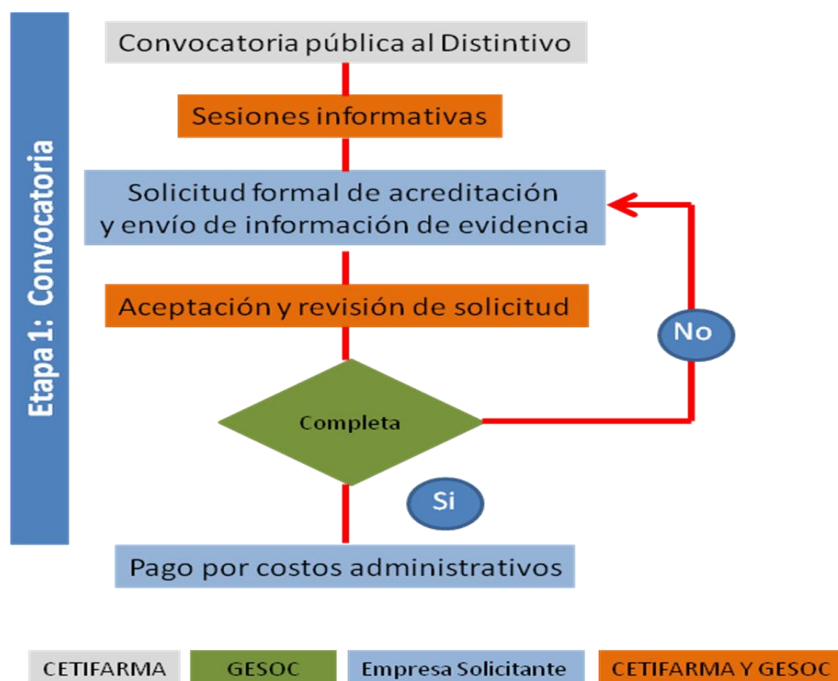 Convocatoria pública al Distintivo
Sesiones informativas
Solicitud formal de acreditación
y envío de información de evidencia
Aceptación y revisión de solicitud
No
Completa
Si
Pago por costos administrativos
Etapa 1: Convocatoria
CETIFARMA
GESOC
Empresa Solicitante
CETIFARMA Y GESOC